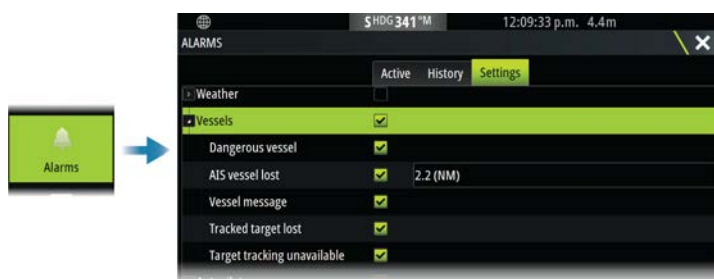 SHDG 341 °M 12:09:33 p.m. 4.4m
ALARMS
Active History Settings
Weather
Vessels
Dangerous vessel
Alarms
AIS vessel lost 2.2 (NM)
Vessel message
Tracked target lost
Target tracking unavailable